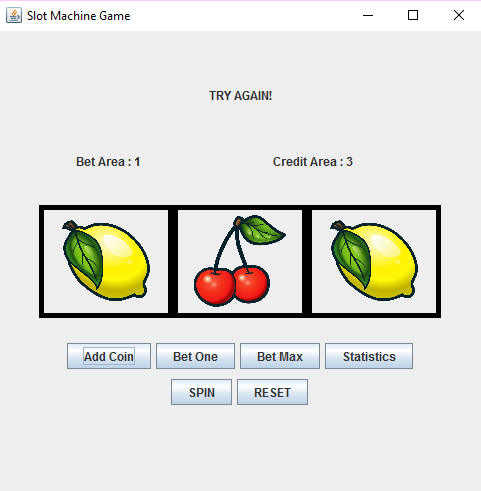 Slot Machine Game
TRY AGAIN!
Bet Area : 1 Credit Area : 3
Add Coin Bet One Bet Max Statistics
SPIN RESET